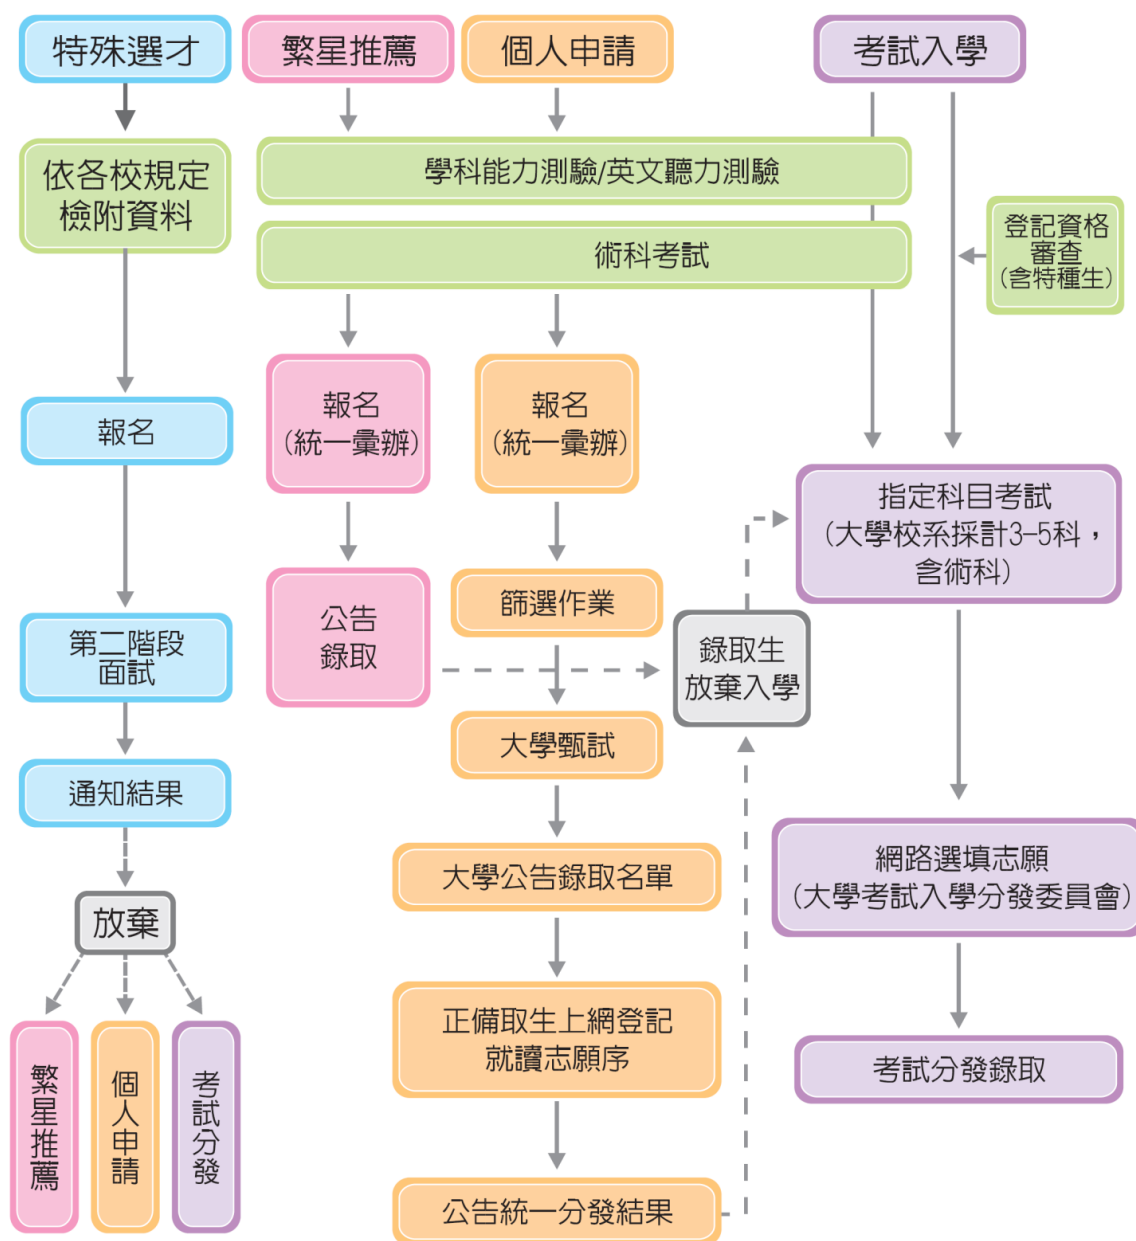 特殊選才
繁星推薦
個人申請
考試入學
依各校規定
檢附資料
學科能力測驗/英文聽力測驗
術科考試
登記資格
審查
(含特種生)
報名
報名
(統一彙辦)
報名
(統一彙辦)
指定科目考試
(大學校系採計3-5科，
含術科)
第二階段
面試
公告
錄取
篩選作業
錄取生
放棄入學
大學甄試
通知結果
大學公告錄取名單
網路選填志願
(大學考試入學分發委員會)
放棄
正備取生上網登記
就讀志願序
考試分發錄取
繁星推薦
個人申請
考試分發
公告統一分發結果